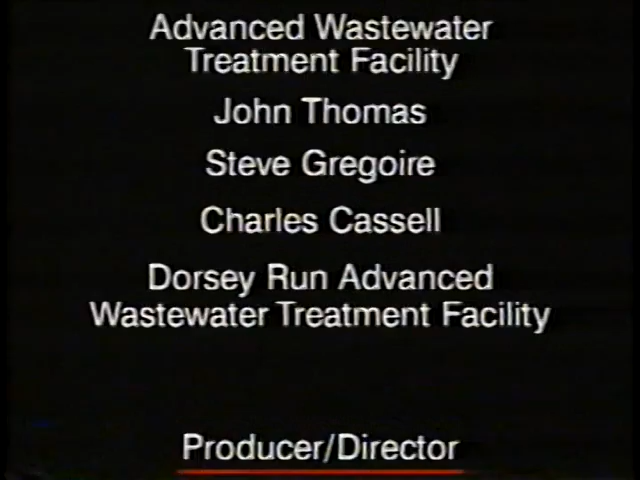 Advanced Wastewater
Treatment Facility
John Thomas
Steve Gregoire
Charles Cassell
Dorsey Run Advanced
Wastewater Treatment Facility
Producer/Director